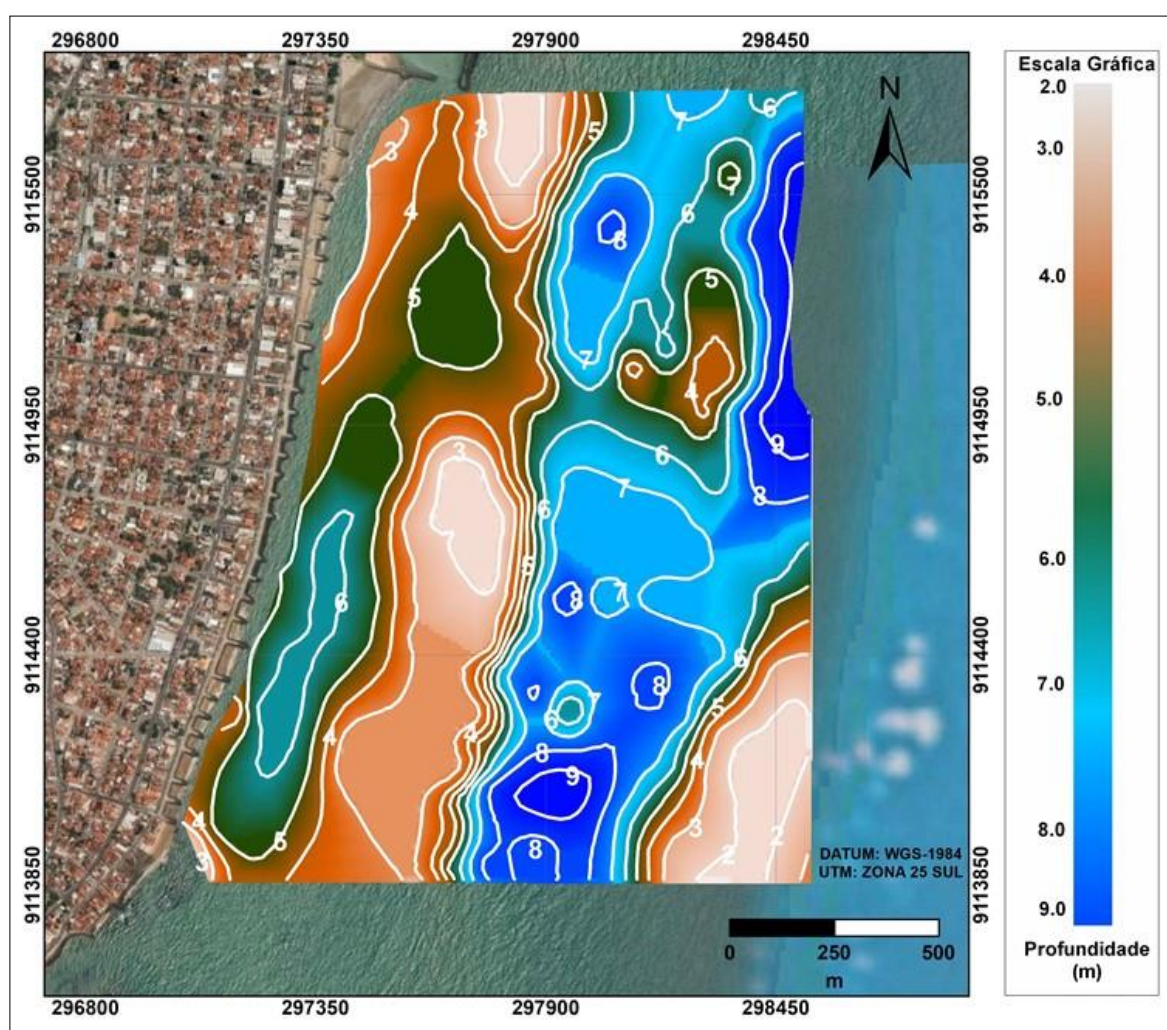 296800 297350 297900 298450
Escala Gráfica
2.0
3.0
4.0
5.0
6.0
7.0
8.0
9.0
Profundidade
(m)
N
9115500
9114950
9114400
9113850
9115500
9114950
9114400
9113850
3 3 5 7 6
7
4 6 8
5 5
7
4
3 9
6
7 8
6
5
6 8 7
6
8
7
5
6
4 4
8 4
9
4
5 3 2
3 8 2
DATUM: WGS-1984
UTM: ZONA 25 SUL
0 250 500
m
296800 297350 297900 298450